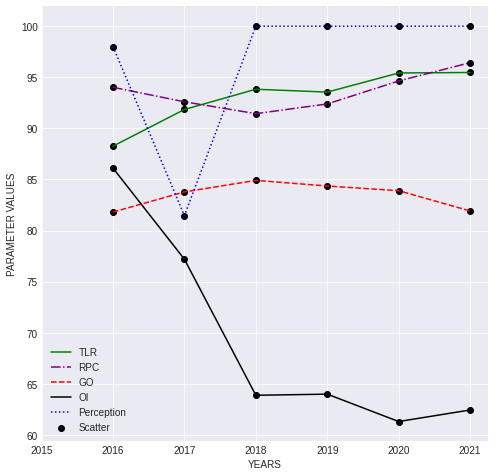 100
95
90
85
80
75
70
65
60
PARAMETER VALUES
TLR
RPC
GO
OI
Perception
Scatter
2015 2016 2017 2018 2019 2020 2021
YEARS